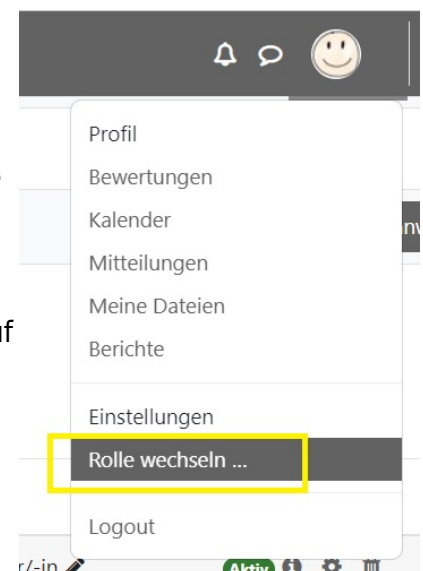 Profil
Bewertungen
Kalender
Mitteilungen
Meine Dateien
Berichte
Einstellungen
Rolle wechseln ...
Logout
Aktiv